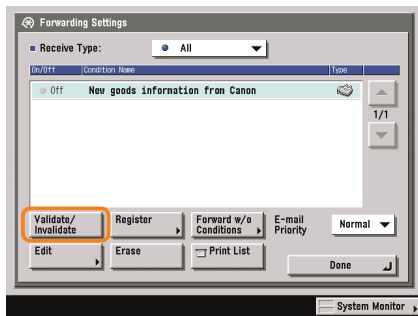 Forwarding Settings
Receive Type: All
On/Off Condition Name Type
Off New goods information from Canon
1/1
Validate/ Register Forward w/o E-mail Normal
Invalidate Conditions Priority
Edit Erase Print List
Done
System Monitor